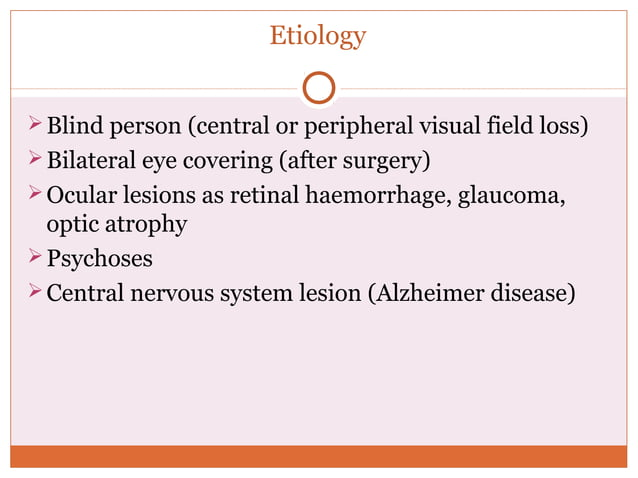 Etiology
Blind person (central or peripheral visual field loss)
Bilateral eye covering (after surgery)
Ocular lesions as retinal haemorrhage, glaucoma,
optic atrophy
Psychoses
Central nervous system lesion (Alzheimer disease)